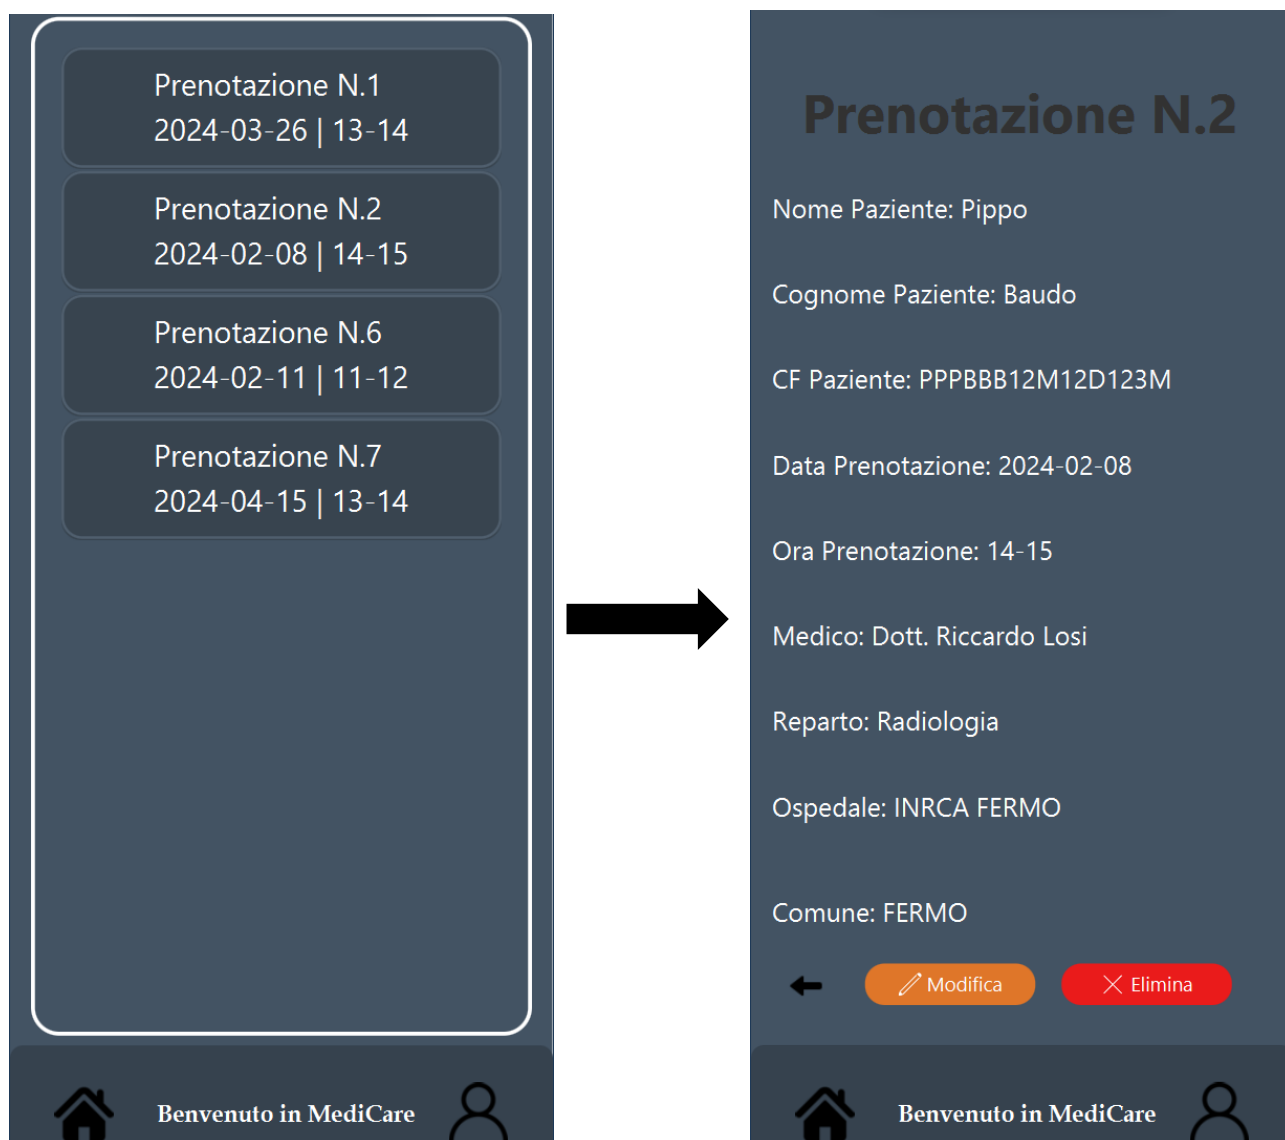 Prenotazione N.1
2024-03-26 | 13-14
Prenotazione N.2
2024-02-08 | 14-15
Prenotazione N.6
2024-02-11 | 11-12
Prenotazione N.7
2024-04-15 | 13-14
Benvenuto in MediCare
Prenotazione N.2
Nome Paziente: Pippo
Cognome Paziente: Baudo
CF Paziente: PPPBBB12M12D123M
Data Prenotazione: 2024-02-08
Ora Prenotazione: 14-15
Medico: Dott. Riccardo Losi
Reparto: Radiologia
Ospedale: INRCA FERMO
Comune: FERMO
Modifica
Elimina
Benvenuto in MediCare